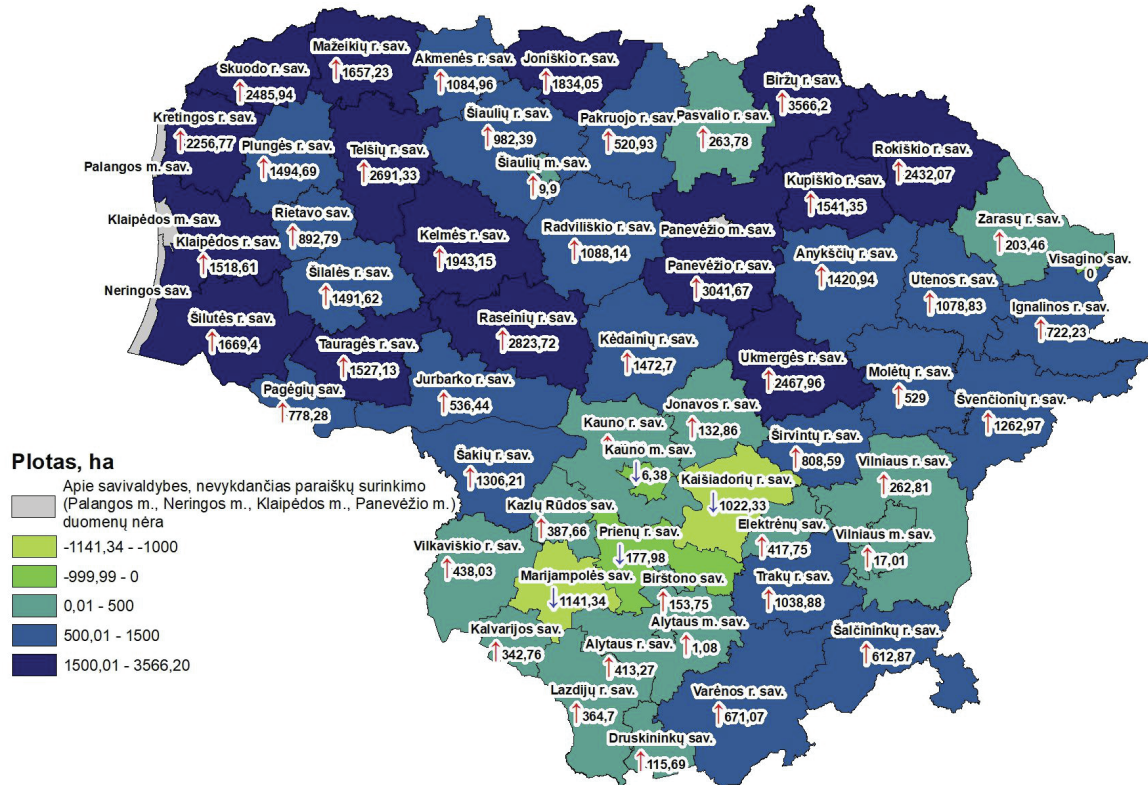 Mažeikių r. sav.
↑1657,23
Akmenės r. sav.
↑1084,96
Joniškio r. sav.
↑1834,05
Skuodo r. sav.
↑2485,94
Biržų r. sav.
↑3566,2
Kretingos r. sav.
↑2256,77
Šiaulių r. sav.
↑982,39
Pakruojo r. sav.
↑520,93
Pasvalio r. sav.
↑263,78
Plungės r. sav.
↑1494,69
Telšių r. sav.
↑2691,33
Šiaulių m. sav.
↑9,9
Rokiškio r. sav.
↑2432,07
Palangos m. sav.
Kupiškio r. sav.
↑1541,35
Klaipėdos m. sav.
Rietavo sav.
↑892,79
Zarasų r. sav.
↑203,46
Klaipėdos r. sav.
↑1518,61
Kelmės r. sav.
↑1943,15
Radviliškio r. sav.
↑1088,14
Panevėžio m. sav.
Anykščių r. sav.
↑1420,94
Visagino sav.
0
Šilalės r. sav.
↑1491,62
Panevėžio r. sav.
↑3041,67
Utenos r. sav.
↑1078,83
Neringos sav.
Ignalinos r. sav.
↑722,23
Šilutės r. sav.
↑1669,4
Raseinių r. sav.
↑2823,72
Tauragės r. sav.
↑1527,13
Kėdainių r. sav.
↑1472,7
Ukmergės r. sav.
↑2467,96
Molėtų r. sav.
↑529
Jurbarko r. sav.
↑536,44
Pagėgių sav.
↑778,28
Švenčionių r. sav.
↑1262,97
Jonavos r. sav.
↑132,86
Kauno r. sav.
↑
Kauno m. sav.
↓6,38
Širvintų r. sav.
↑808,59
Šakių r. sav.
↑1306,21
Vilniaus r. sav.
↑262,81
Kaišiadorių r. sav.
↓1022,33
Kazlų Rūdos sav.
↑387,66
Elektrėnų sav.
↑417,75
Prienų r. sav.
↓177,98
Vilniaus m. sav.
↑17,01
Vilkaviškio r. sav.
↑438,03
Marijampolės sav.
↓1141,34
Birštono sav.
↑153,75
Trakų r. sav.
↑1038,88
Alytaus m. sav.
↑1,08
Kalvarijos sav.
↑342,76
Alytaus r. sav.
↑413,27
Šalčininkų r. sav.
↑612,87
Lazdijų r. sav.
↑364,7
Varėnos r. sav.
↑671,07
Druskininkų sav.
↑115,69
Plotas, ha
Apie savivaldybes, nevykdančias paraiškų surinkimo
(Palangos m., Neringos m., Klaipėdos m., Panevėžio m.)
duomenų nėra
-1141,34 - -1000
-999,99 - 0
0,01 - 500
500,01 - 1500
1500,01 - 3566,20